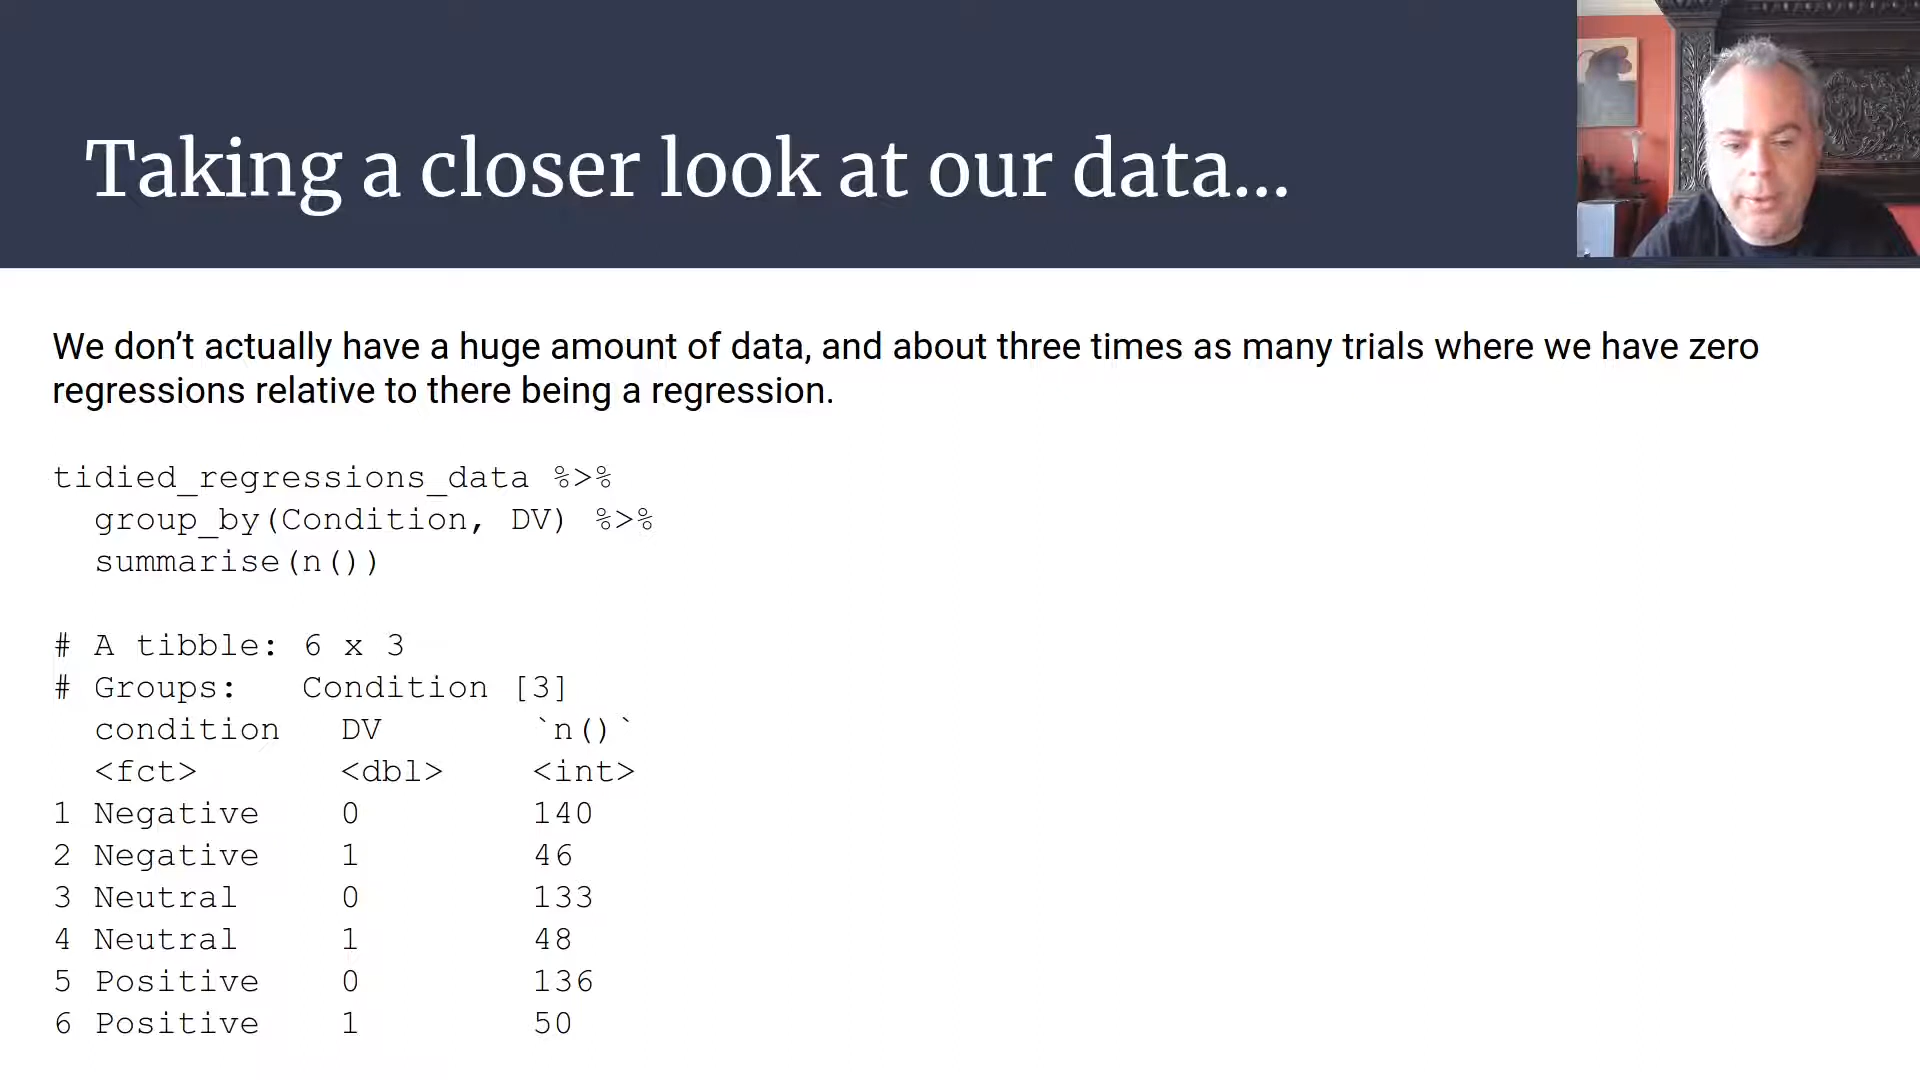 Taking a closer look at our data...
We don’t actually have a huge amount of data, and about three times as many trials where we have zero
regressions relative to there being a regression.
tidied_regressions_data %>%
  group_by(Condition, DV) %>%
  summarise(n())
# A tibble: 6 x 3
# Groups:   Condition [3]
  condition   DV       `n()`
  <fct>       <dbl>    <int>
1 Negative    0        140
2 Negative    1        46
3 Neutral     0        133
4 Neutral     1        48
5 Positive    0        136
6 Positive    1        50